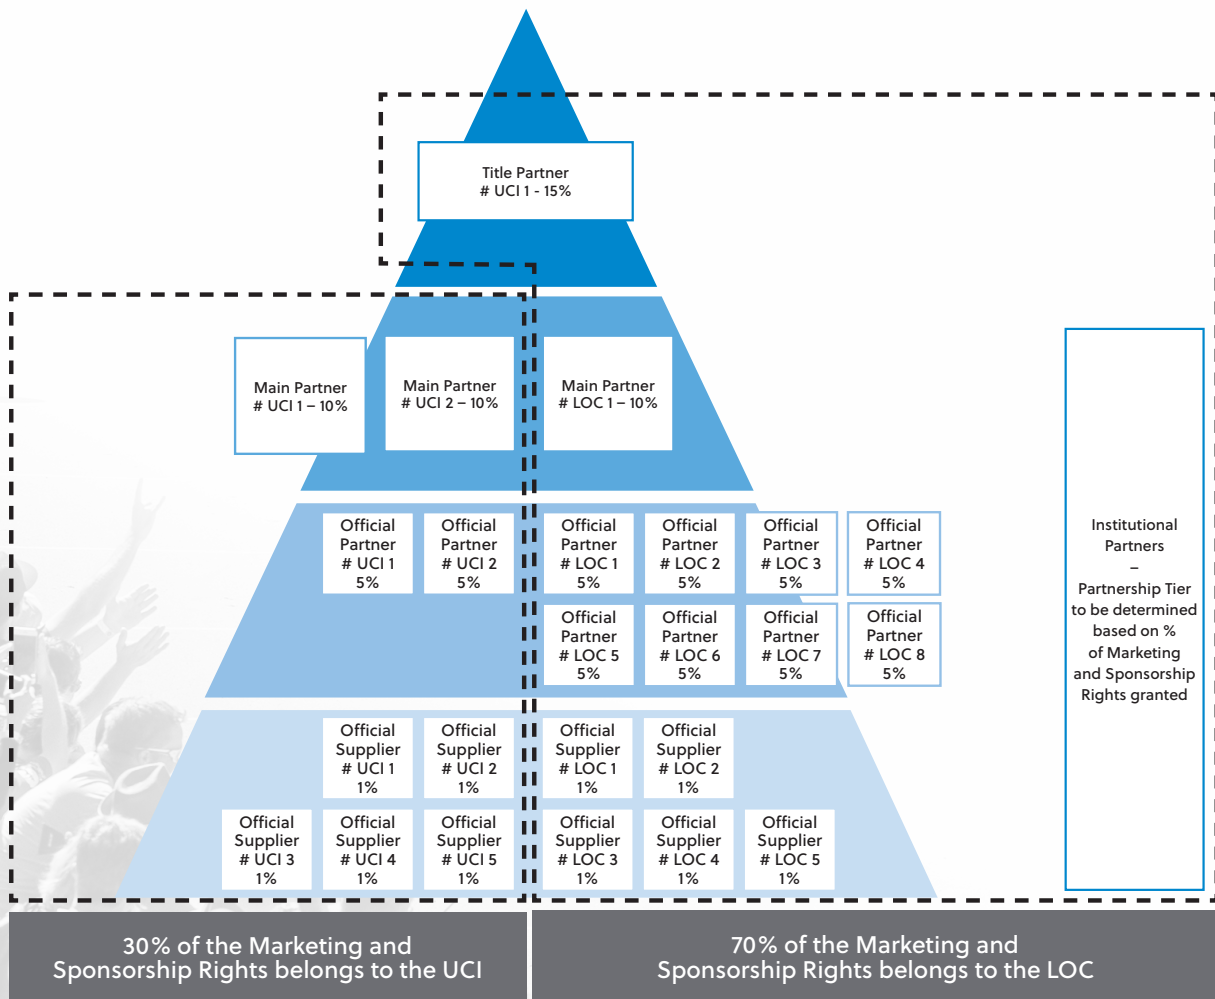 Title Partner
# UCI 1 - 15%
Main Partner
# UCI 1 – 10%
Main Partner
# UCI 2 – 10%
Main Partner
# LOC 1 – 10%
Official
Partner
# UCI 1
5%
Official
Partner
# UCI 2
5%
Official
Partner
# LOC 1
5%
Official
Partner
# LOC 2
5%
Official
Partner
# LOC 3
5%
Official
Partner
# LOC 4
5%
Official
Partner
# LOC 5
5%
Official
Partner
# LOC 6
5%
Official
Partner
# LOC 7
5%
Official
Partner
# LOC 8
5%
Official
Supplier
# UCI 1
1%
Official
Supplier
# UCI 2
1%
Official
Supplier
# LOC 1
1%
Official
Supplier
# LOC 2
1%
Official
Supplier
# UCI 3
1%
Official
Supplier
# UCI 4
1%
Official
Supplier
# UCI 5
1%
Official
Supplier
# LOC 3
1%
Official
Supplier
# LOC 4
1%
Official
Supplier
# LOC 5
1%
Institutional
Partners
–
Partnership Tier
to be determined
based on %
of Marketing
and Sponsorship
Rights granted
30% of the Marketing and
Sponsorship Rights belongs to the UCI
70% of the Marketing and
Sponsorship Rights belongs to the LOC